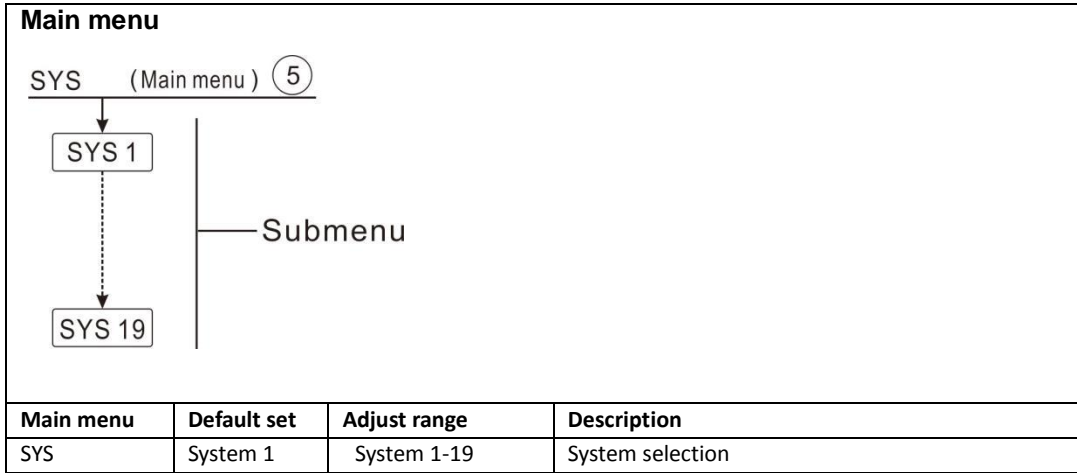 Main menu
SYS (Main menu) 5
SYS 1
Submenu
SYS 19
Main menu Default set Adjust range Description
SYS System 1 System 1-19 System selection